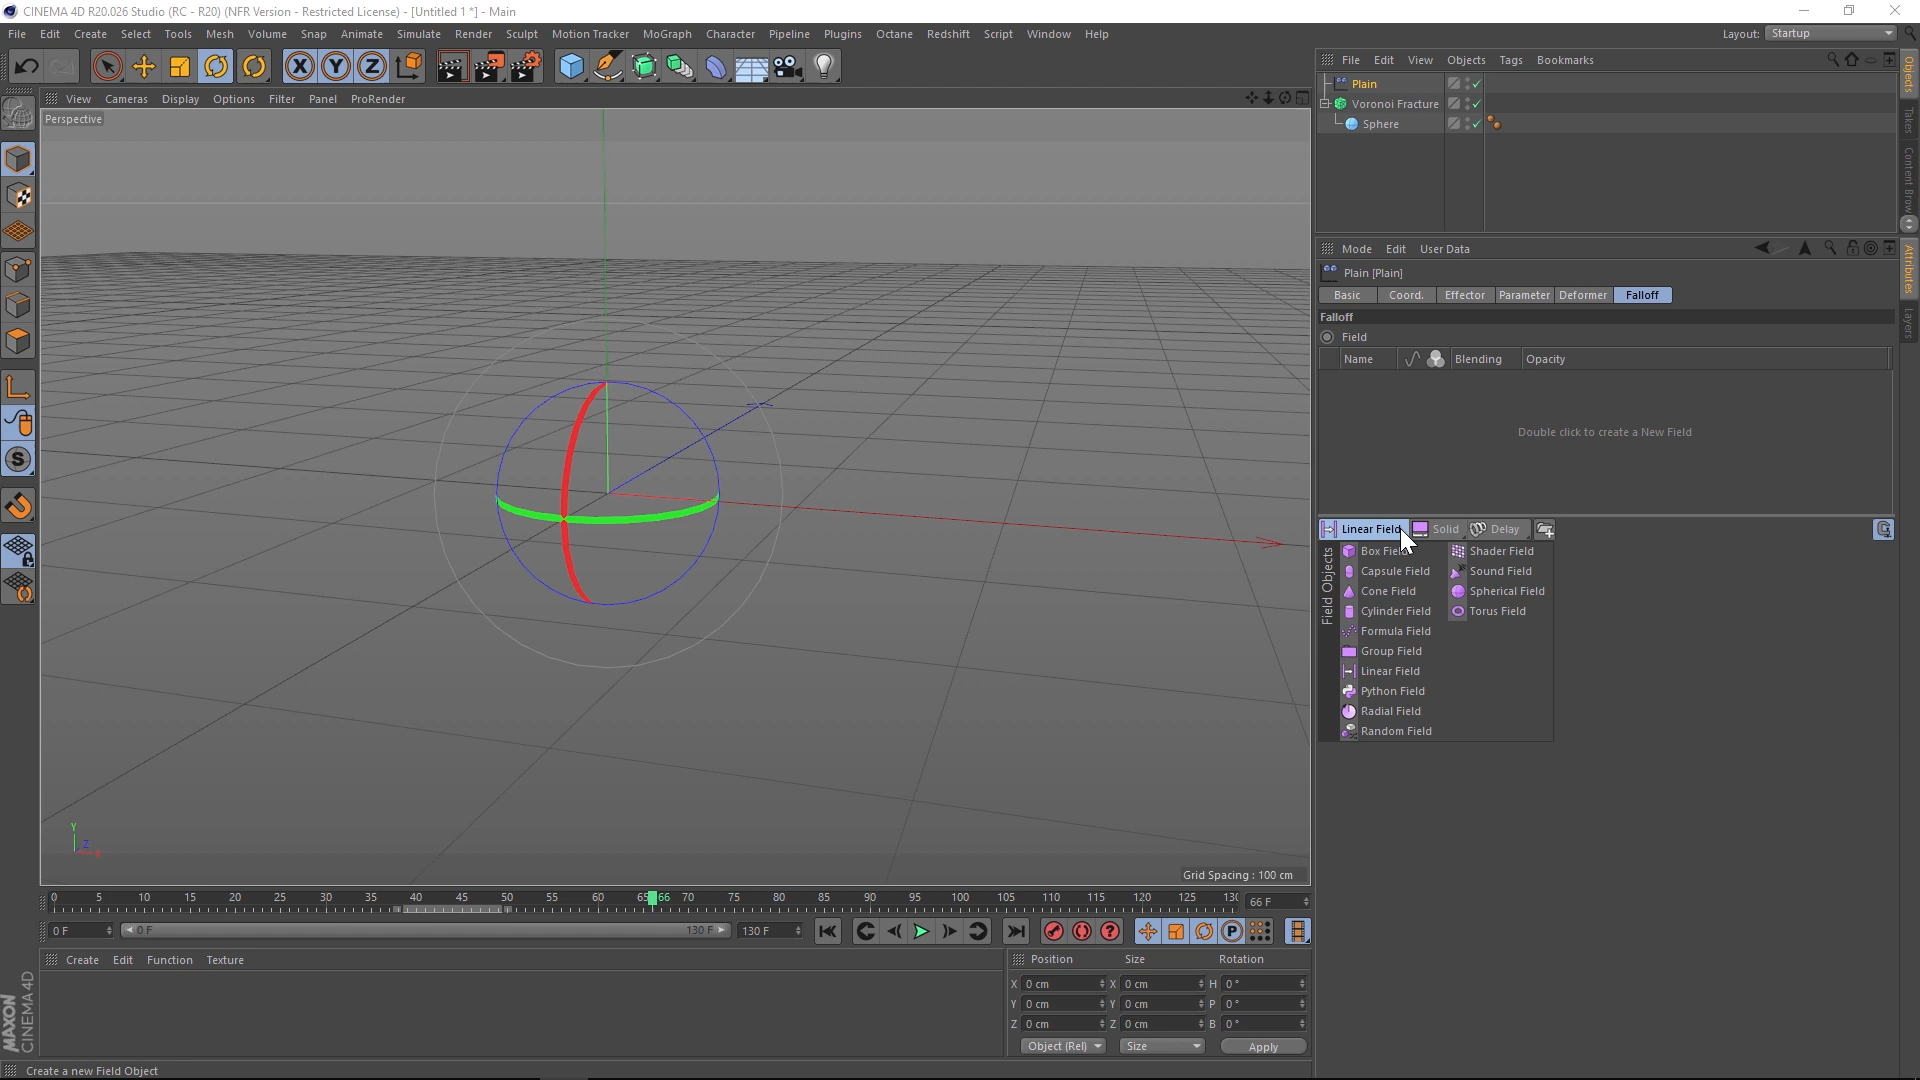 CINEMA 4D R20.026 Studio (RC - R20) (NFR Version - Restricted License) - [Untitled 1 *] - Main
File Edit Create Select Tools Mesh Volume Snap Animate Simulate Render Sculpt Motion Tracker MoGraph Character Pipeline Plugins Octane Redshift Script Window Help
Layout: Startup
File Edit View Objects Tags Bookmarks
Plain
Voronoi Fracture
Sphere
View Cameras Display Options Filter Panel ProRender
Perspective
Mode Edit User Data
Plain [Plain]
Basic Coord. Effector Parameter Deformer Falloff
Falloff
Field
Name Blending Opacity
Double click to create a New Field
Linear Field Solid Delay
Field Objects
Box Field Shader Field
Capsule Field Sound Field
Cone Field Spherical Field
Cylinder Field Torus Field
Formula Field
Group Field
Linear Field
Python Field
Radial Field
Random Field
Objects
Takes
Content Brow
Attributes
Layers
Y
Z
X
Grid Spacing : 100 cm
0 5 10 15 20 25 30 35 40 45 50 55 60 65 66 70 75 80 85 90 95 100 105 110 115 120 125 130
66 F
0 F 0 F 130 F 130 F
Create Edit Function Texture
Position Size Rotation
X 0 cm X 0 cm H 0 °
Y 0 cm Y 0 cm P 0 °
Z 0 cm Z 0 cm B 0 °
Object (Rel) Size Apply
MAXON
CINEMA 4D
Create a new Field Object